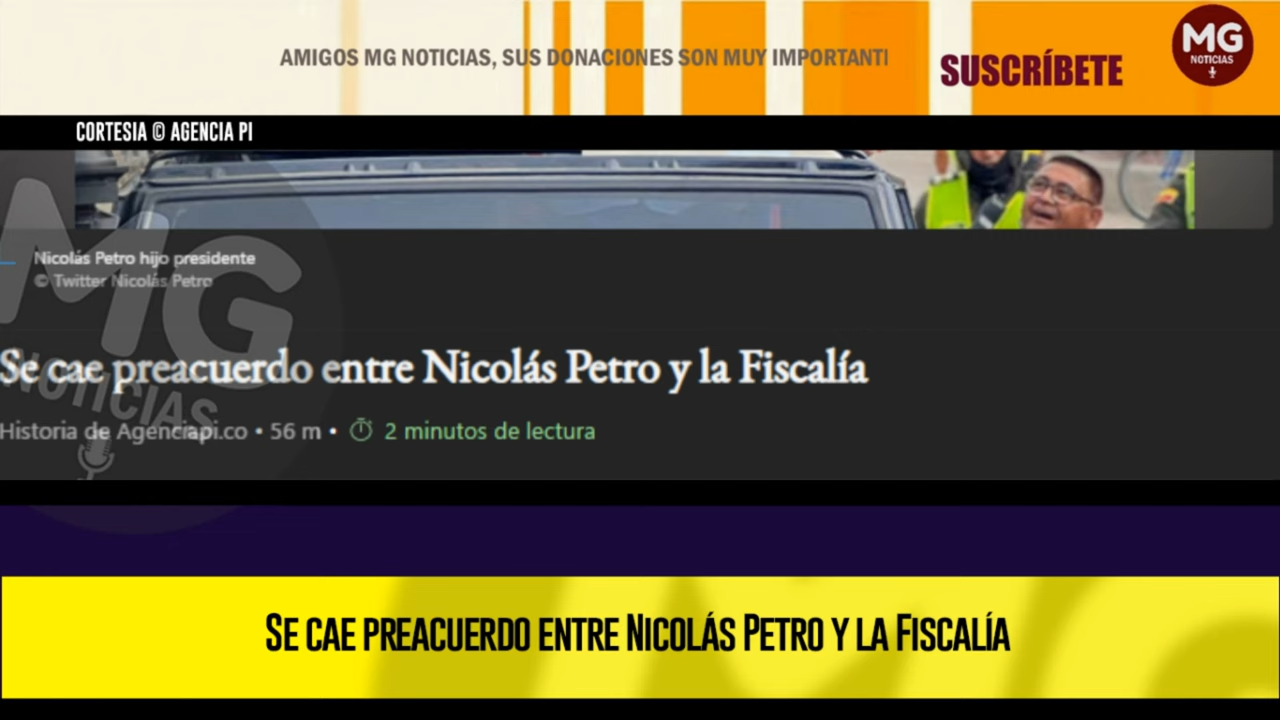 AMIGOS MG NOTICIAS, SUS DONACIONES SON MUY IMPORTANT
SUSCRÍBETE
MG
NOTICIAS
CORTESIA © AGENCIA PI
Nicolás Petro hijo presidente
© Twitter Nicolás Petro
MG
NOTICIAS
Se cae preacuerdo entre Nicolás Petro y la Fiscalía
Historia de Agenciapi.co • 56 m • 2 minutos de lectura
SE CAE PREACUERDO ENTRE NICOLÁS PETRO Y LA FISCALÍA